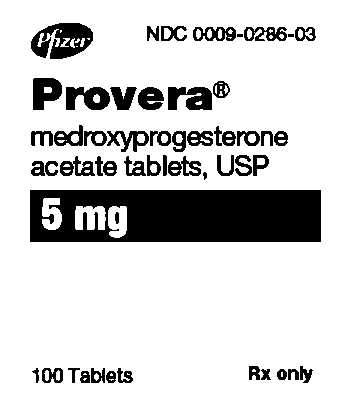 Pfizer
NDC 0009-0286-03
Provera®
medroxyprogesterone
acetate tablets, USP
5 mg
100 Tablets
Rx only